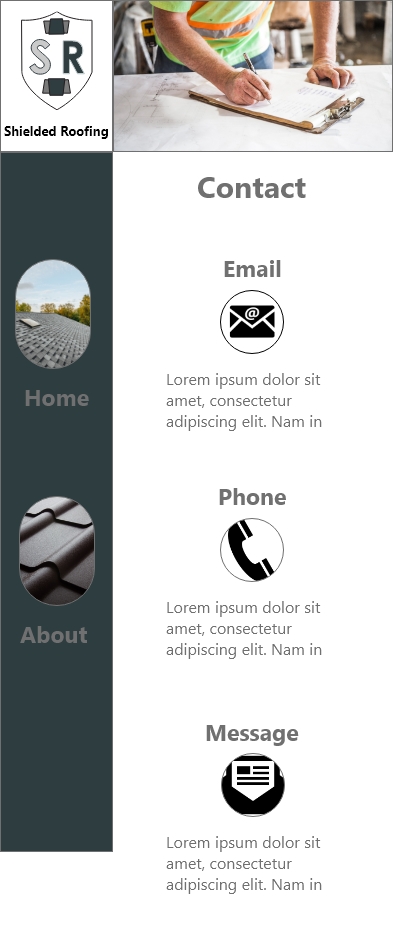 S R
Shielded Roofing
Contact
Email
@
Lorem ipsum dolor sit
amet, consectetur
adipiscing elit. Nam in
Home
Phone
Lorem ipsum dolor sit
amet, consectetur
adipiscing elit. Nam in
About
Message
Lorem ipsum dolor sit
amet, consectetur
adipiscing elit. Nam in